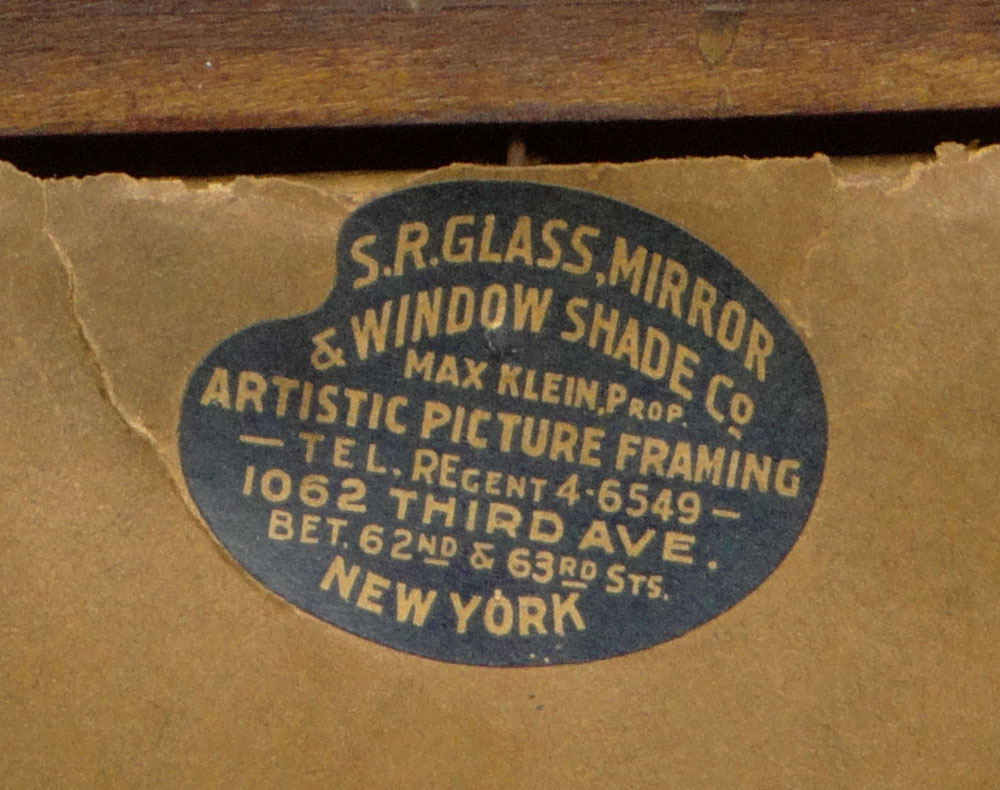 S.R. GLASS, MIRROR
& WINDOW SHADE CO
MAX KLEIN, PROP.
ARTISTIC PICTURE FRAMING
— TEL. REGENT 4-6549 —
1062 THIRD AVE.
BET. 62ND & 63RD STS.
NEW YORK